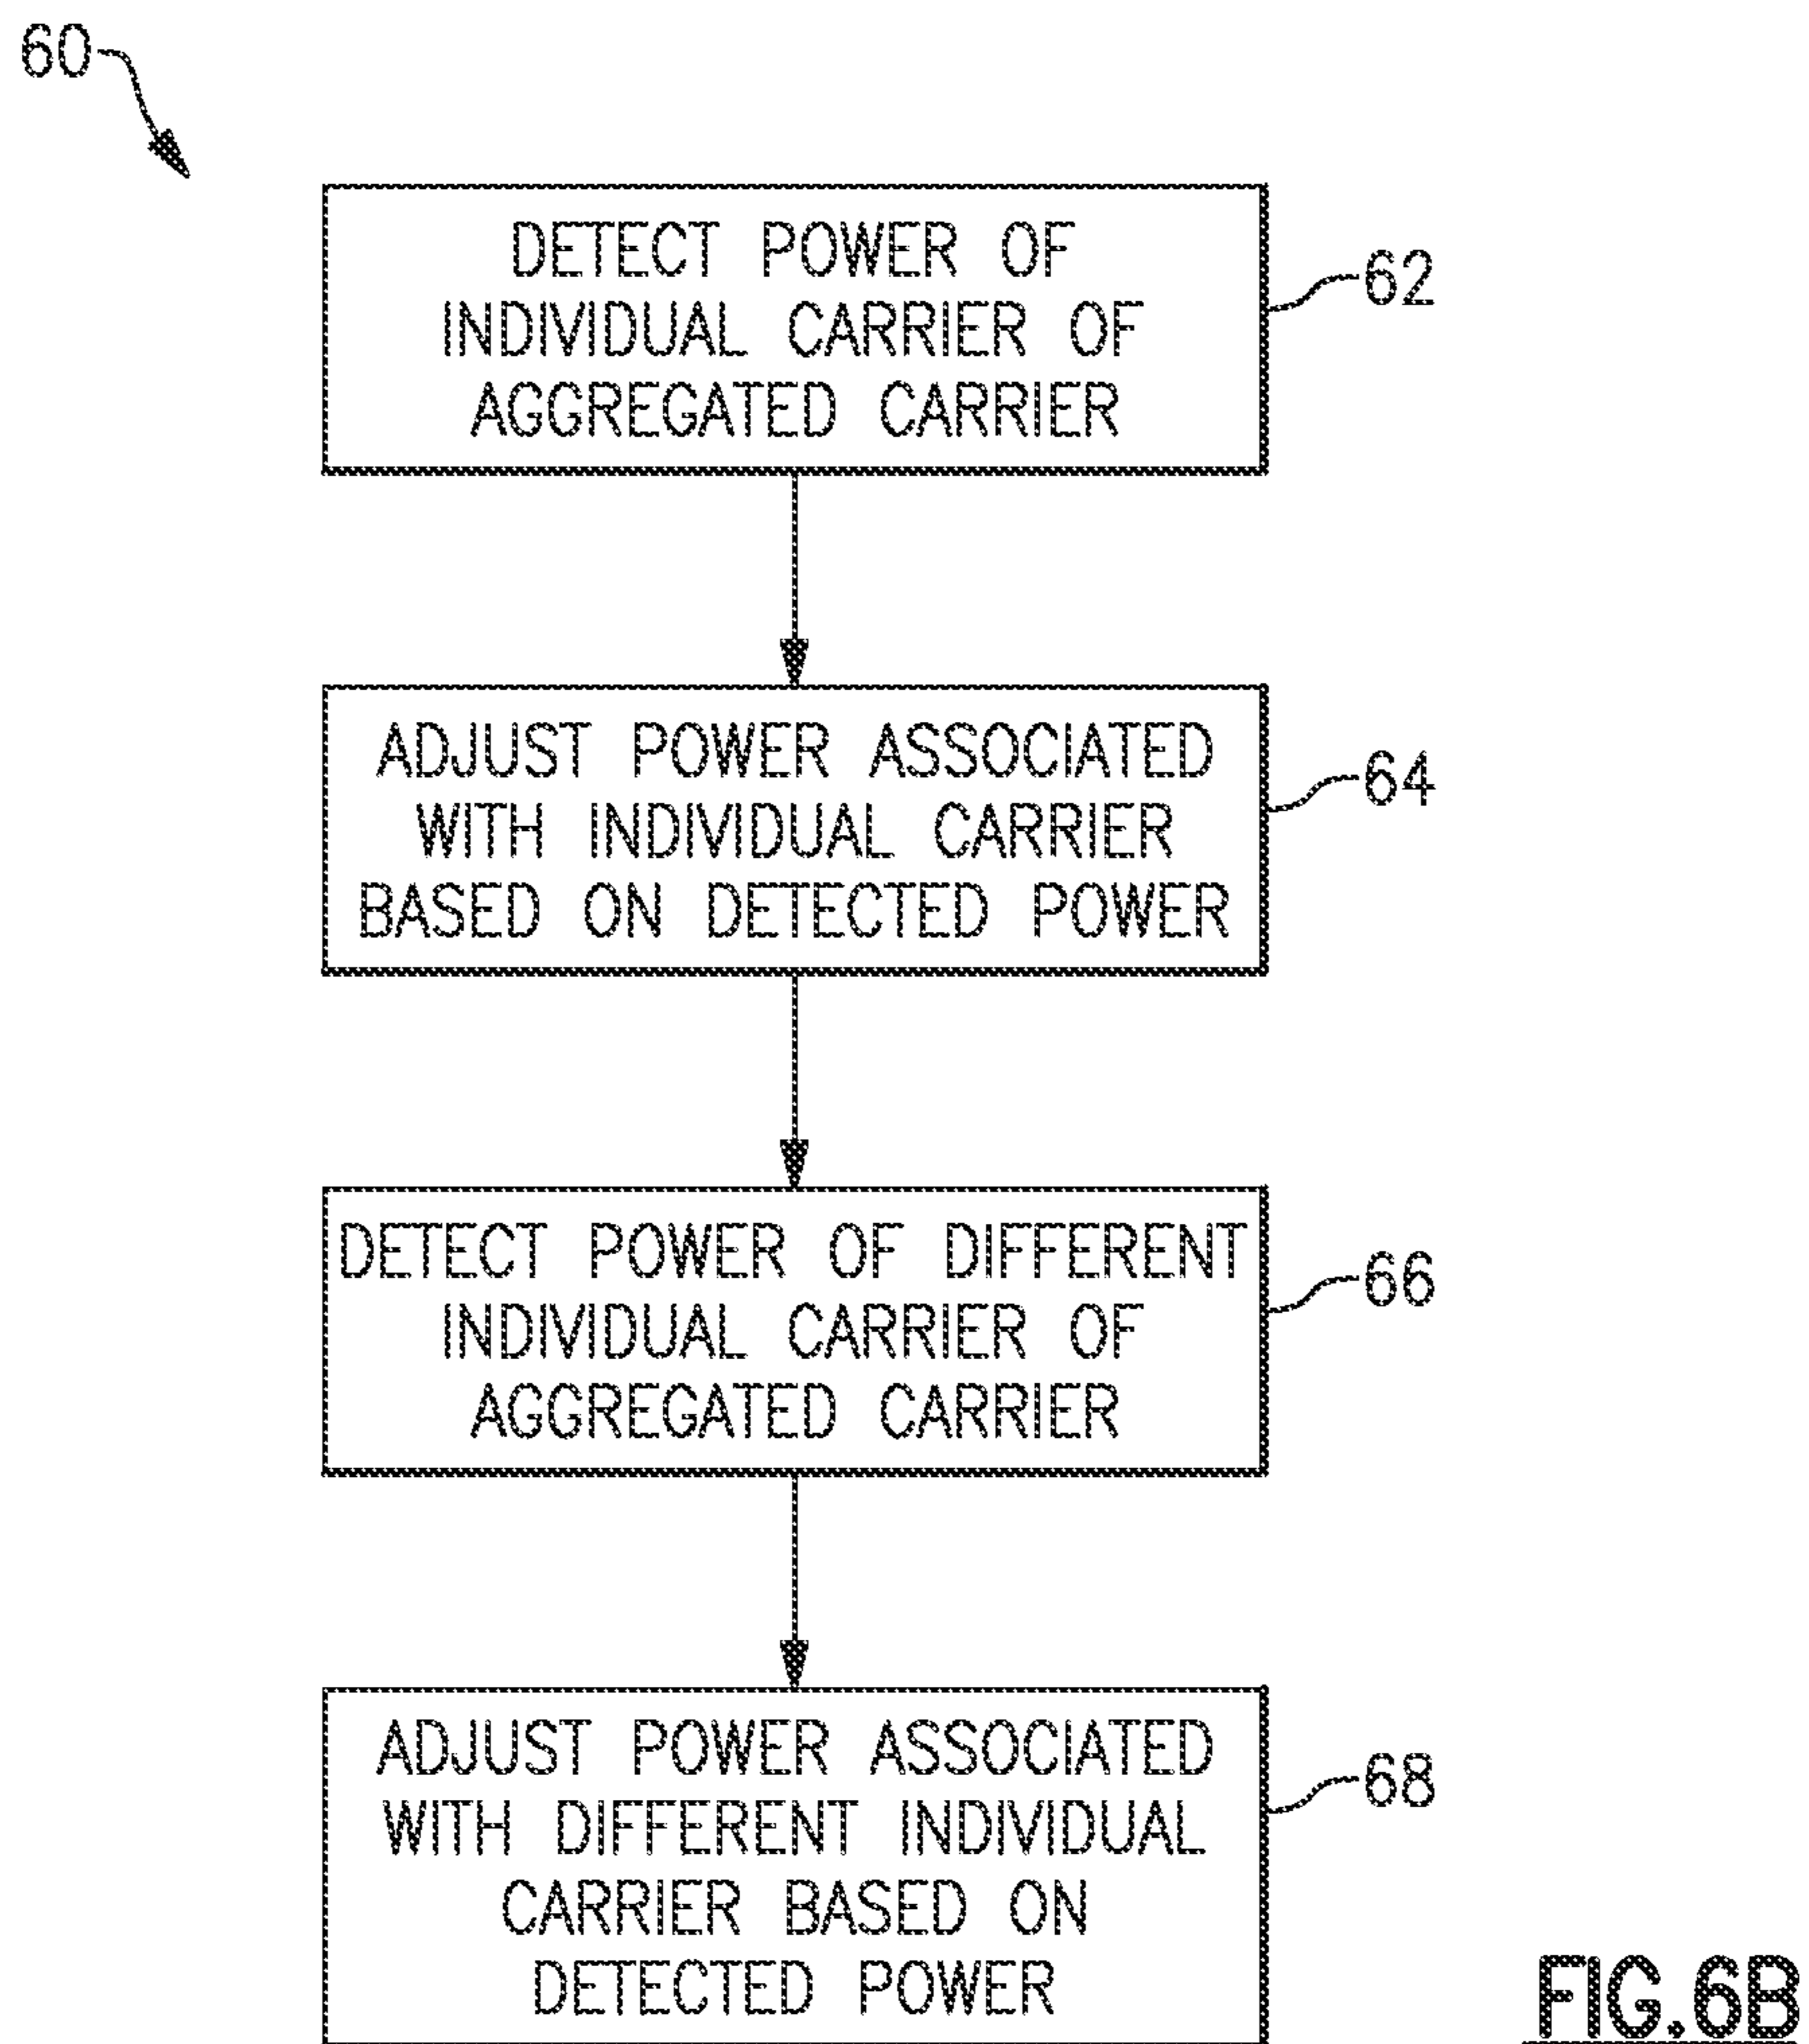 60
DETECT POWER OF
INDIVIDUAL CARRIER OF
AGGREGATED CARRIER
62
ADJUST POWER ASSOCIATED
WITH INDIVIDUAL CARRIER
BASED ON DETECTED POWER
64
DETECT POWER OF DIFFERENT
INDIVIDUAL CARRIER OF
AGGREGATED CARRIER
66
ADJUST POWER ASSOCIATED
WITH DIFFERENT INDIVIDUAL
CARRIER BASED ON
DETECTED POWER
68
FIG.6B